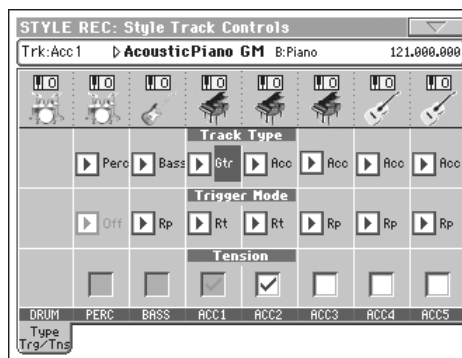 STYLE REC: Style Track Controls
Trk:Acc1 AcousticPiano GM B:Piano 121.000.000
Track Type
Perc Bass Gtr Acc Acc Acc Acc
Trigger Mode
Off Rp Rt Rt Rp Rp Rp
Tension
DRUM PERC BASS ACC1 ACC2 ACC3 ACC4 ACC5
Type
Trg/Tns